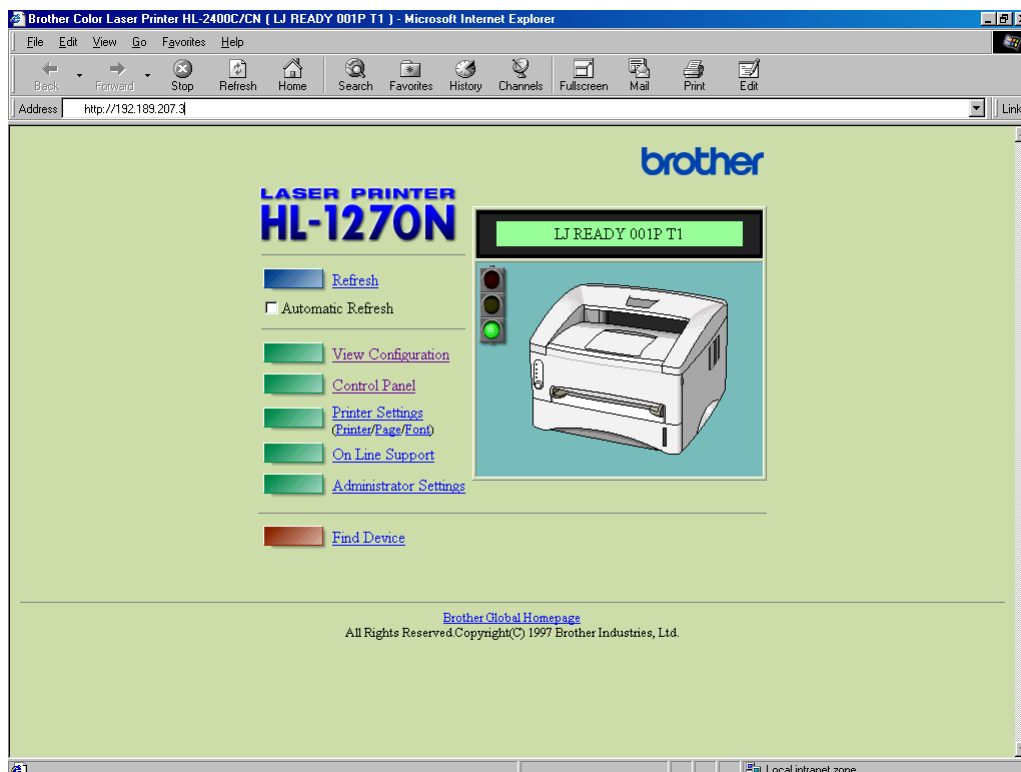 Brother Color Laser Printer HL-2400C/CN ( LJ READY 001P T1 ) - Microsoft Internet Explorer
File Edit View Go Favorites Help
Back Forward Stop Refresh Home Search Favorites History Channels Fullscreen Mail Print Edit
Address http://192.189.207.3 Link
brother
LASER PRINTER
HL-1270N
LJ READY 001P T1
Refresh
Automatic Refresh
View Configuration
Control Panel
Printer Settings
(Printer/Page/Font)
On Line Support
Administrator Settings
Find Device
Brother Global Homepage
All Rights Reserved.Copyright(C) 1997 Brother Industries, Ltd.
Local intranet zone